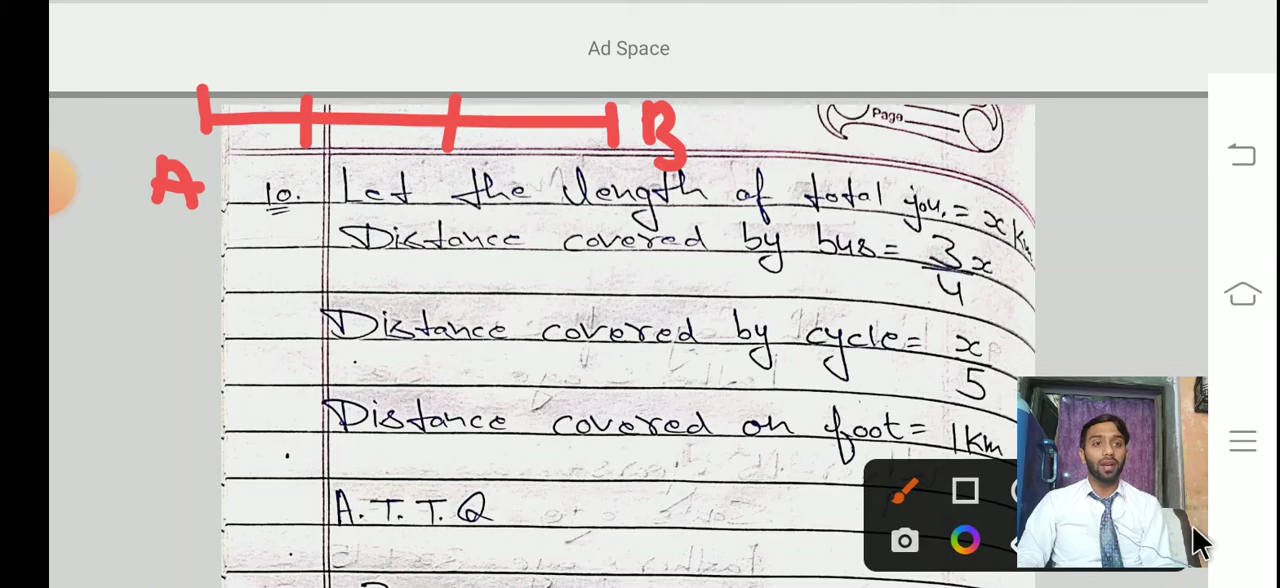 Ad Space
Page
A B
10. Let the length of total jou. = x km
Distance covered by bus = 3x/4
Distance covered by cycle = x/5
Distance covered on foot = 1 km
A.T.T.Q